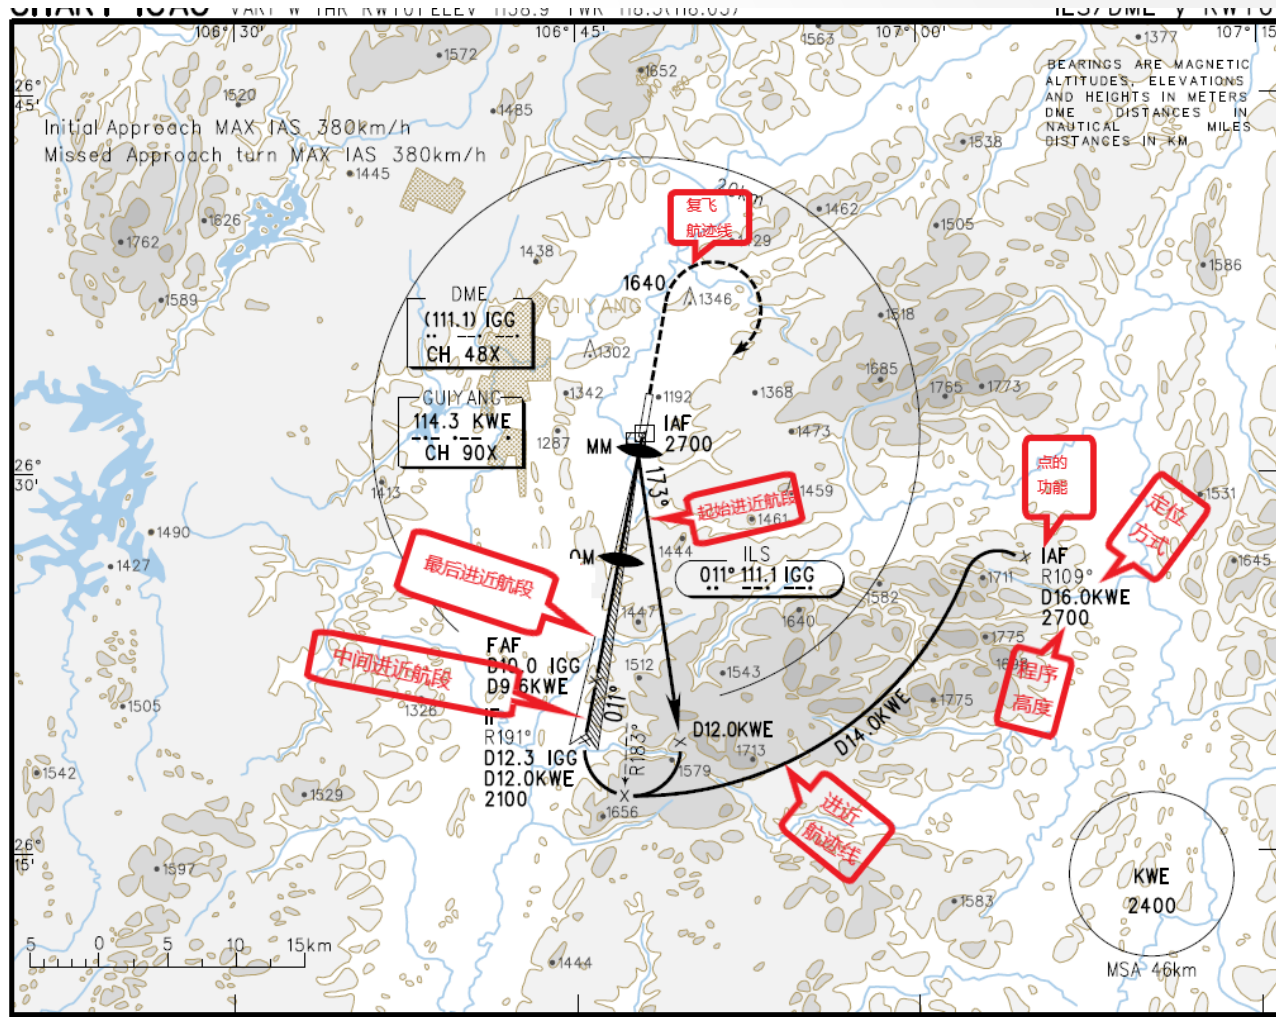 106°30'
106°45'
107°00'
107°15'
26°
45'
Initial Approach MAX IAS 380km/h
Missed Approach turn MAX IAS 380km/h
BEARINGS ARE MAGNETIC
ALTITUDES, ELEVATIONS
AND HEIGHTS IN METERS
DME DISTANCES IN
NAUTICAL MILES
DISTANCES IN KM
1572
1652
1563
1377
1520
1485
1538
1445
1462
1505
1626
1762
1438
1586
1589
20km
复飞
航迹线
1640
1346
1518
DME
(111.1) IGG
CH 48X
GUIYANG
1302
1685
1765
1773
GUIYANG
114.3 KWE
CH 90X
1342
1192
1368
1287
1473
IAF
2700
MM
173°
26°
30'
1413
1459
1461
起始进近航段
点的
功能
定位
方式
1531
1490
1427
1444
1645
ILS
011° 111.1 IGG
IAF
R109°
D16.0KWE
2700
1711
1582
最后进近航段
1447
1640
1775
程序
高度
FAF
D10.0 IGG
D9.6KWE
中间进近航段
1512
1543
1775
1505
1326
R191°
D12.3 IGG
D12.0KWE
2100
011°
R183°
D12.0KWE
D14.0KWE
1713
1579
1542
1529
1656
进近
航迹线
26°
15'
1597
1583
KWE
2400
MSA 46km
5 0 5 10 15km
1444